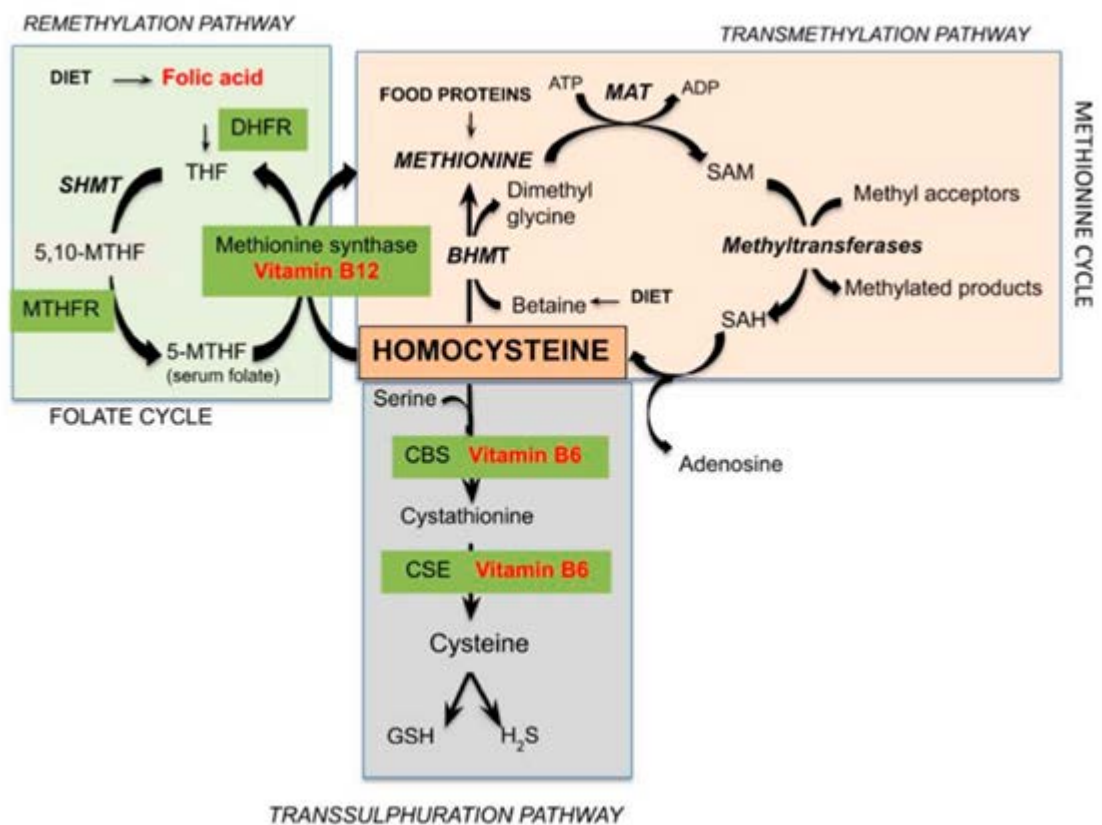 REMETHYLATION PATHWAY
TRANSMETHYLATION PATHWAY
DIET
Folic acid
DHFR
THF
SHMT
5,10-MTHF
MTHFR
5-MTHF
(serum folate)
FOLATE CYCLE
Methionine synthase
Vitamin B12
FOOD PROTEINS
METHIONINE
ATP
MAT
ADP
SAM
Dimethyl
glycine
BHMT
Betaine
DIET
Methyl acceptors
Methyltransferases
Methylated products
SAH
METHIONINE CYCLE
HOMOCYSTEINE
Adenosine
Serine
CBS Vitamin B6
Cystathionine
CSE Vitamin B6
Cysteine
GSH
H₂S
TRANSSULPHURATION PATHWAY